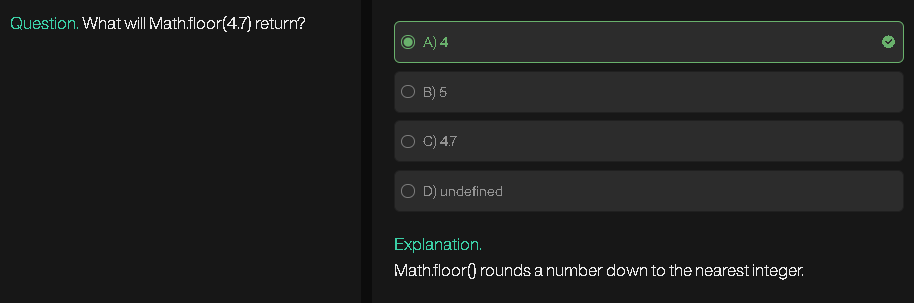 Question. What will Math.floor(4.7) return?
A) 4
B) 5
C) 4.7
D) undefined
Explanation.
Math.floor() rounds a number down to the nearest integer.